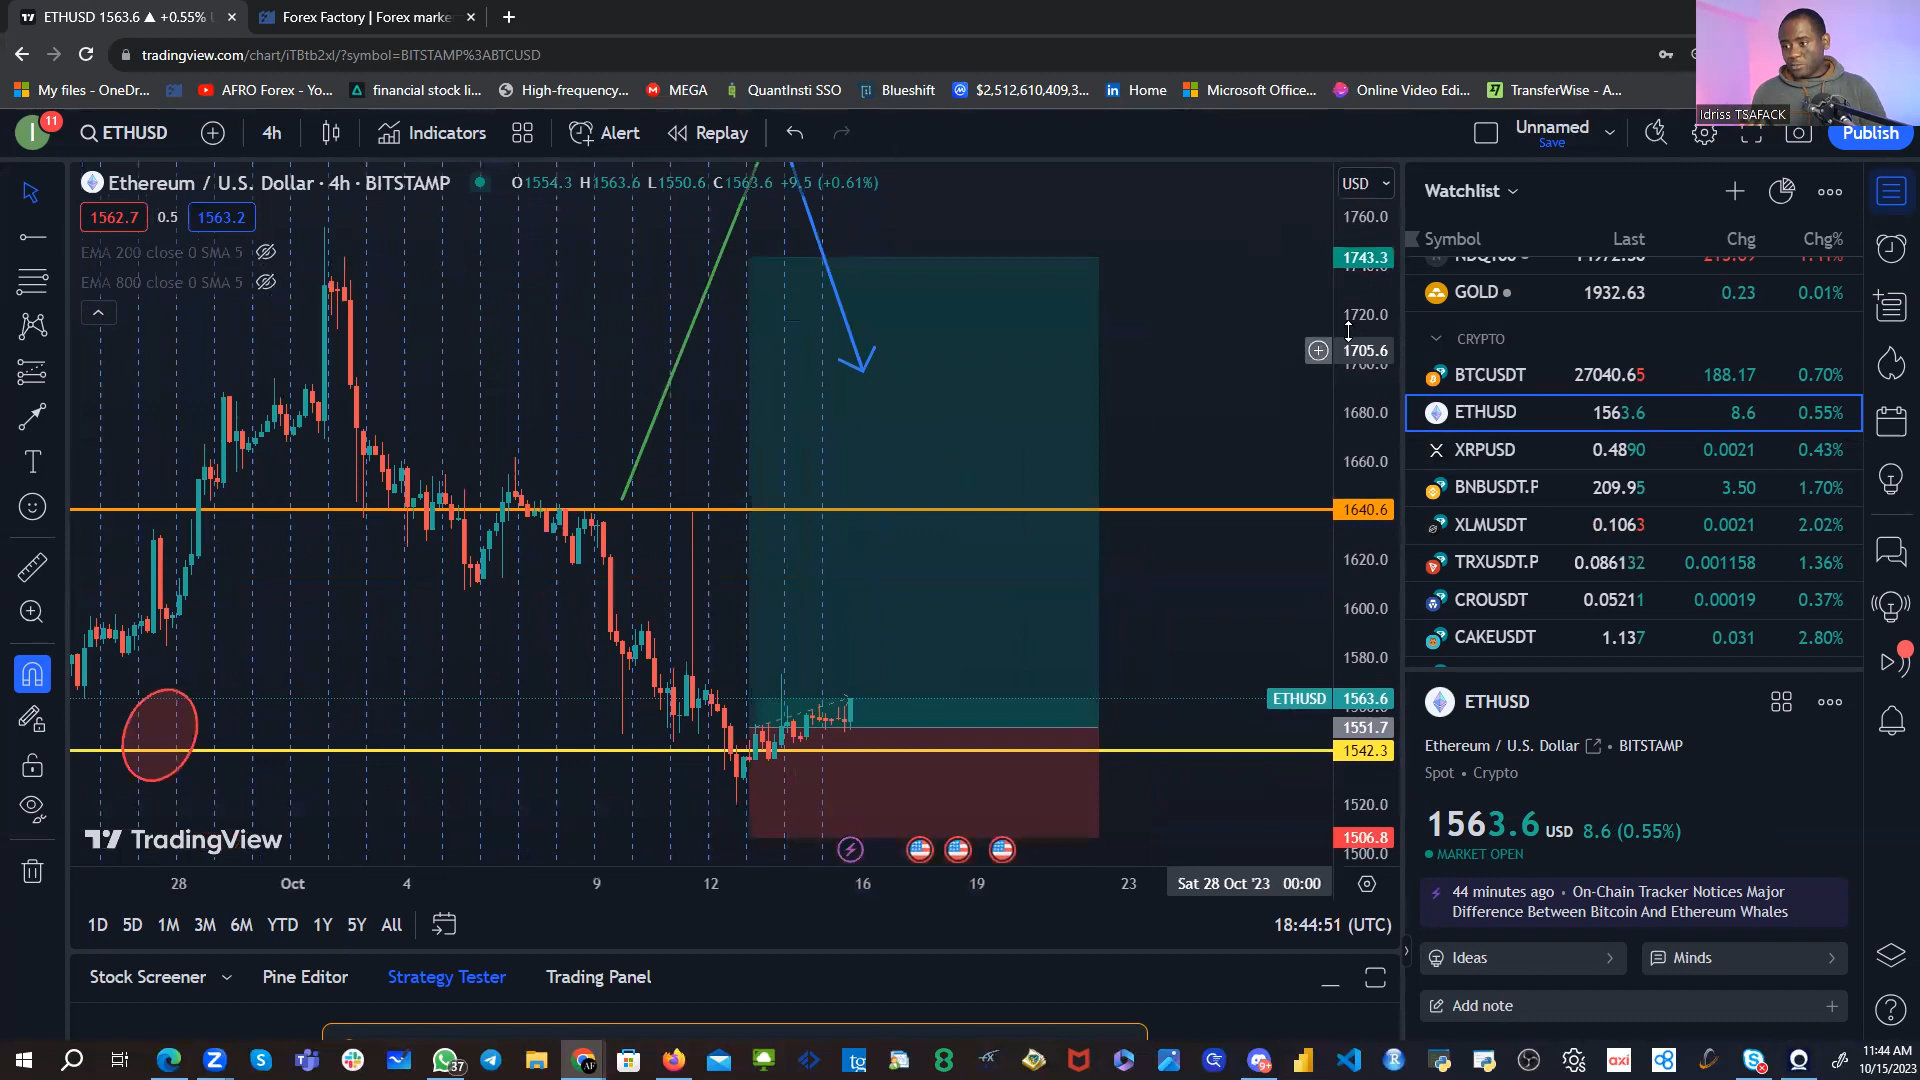 ETHUSD 1563.6 ▲ +0.55%
Forex Factory | Forex marke
tradingview.com/chart/iTBtb2xl/?symbol=BITSTAMP%3ABTCUSD
My files - OneDr...
AFRO Forex - Yo...
financial stock li...
High-frequency,...
MEGA
QuantInsti SSO
Blueshift
$2,512,610,409,3...
Home
Microsoft Office...
Online Video Edi...
TransferWise - A...
Idriss TSAFACK
I
11
ETHUSD
4h
Indicators
Alert
Replay
Unnamed
Save
Publish
Ethereum / U.S. Dollar · 4h · BITSTAMP
O1554.3 H1563.6 L1550.6 C1563.6 +9.5 (+0.61%)
1562.7 0.5 1563.2
EMA 200 close 0 SMA 5
EMA 800 close 0 SMA 5
USD
1760.0
1743.3
1720.0
1705.6
1680.0
1660.0
1640.6
1620.0
1600.0
1580.0
ETHUSD 1563.6
1551.7
1542.3
1520.0
1506.8
1500.0
TradingView
28 Oct 4 9 12 16 19 23
Sat 28 Oct '23 00:00
1D 5D 1M 3M 6M YTD 1Y 5Y All
18:44:51 (UTC)
Stock Screener
Pine Editor
Strategy Tester
Trading Panel
Watchlist
Symbol Last Chg Chg%
GOLD 1932.63 0.23 0.01%
CRYPTO
BTCUSDT 27040.65 188.17 0.70%
ETHUSD 1563.6 8.6 0.55%
XRPUSD 0.4890 0.0021 0.43%
BNBUSDT.P 209.95 3.50 1.70%
XLMUSDT 0.1063 0.0021 2.02%
TRXUSDT.P 0.086132 0.001158 1.36%
CROUSDT 0.05211 0.00019 0.37%
CAKEUSDT 1.137 0.031 2.80%
ETHUSD
Ethereum / U.S. Dollar • BITSTAMP
Spot • Crypto
1563.6 USD 8.6 (0.55%)
MARKET OPEN
44 minutes ago • On-Chain Tracker Notices Major
Difference Between Bitcoin And Ethereum Whales
Ideas
Minds
Add note
37
tg
9+
axi
11:44 AM
10/15/2023